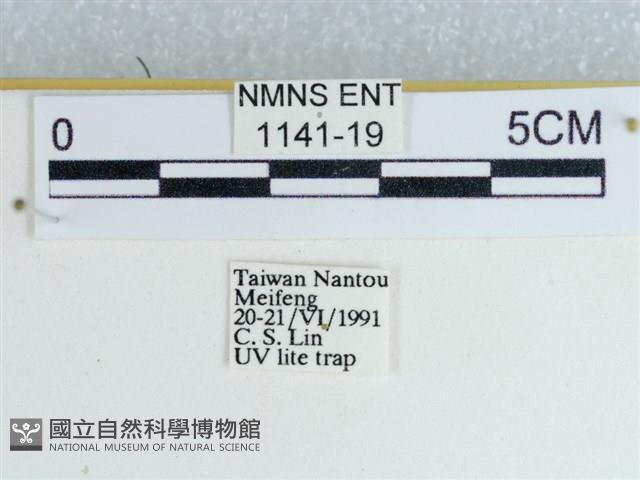 NMNS ENT
1141-19
0 5CM
Taiwan Nantou
Meifeng
20-21/VI/1991
C. S. Lin
UV lite trap
國立自然科學博物館
NATIONAL MUSEUM OF NATURAL SCIENCE